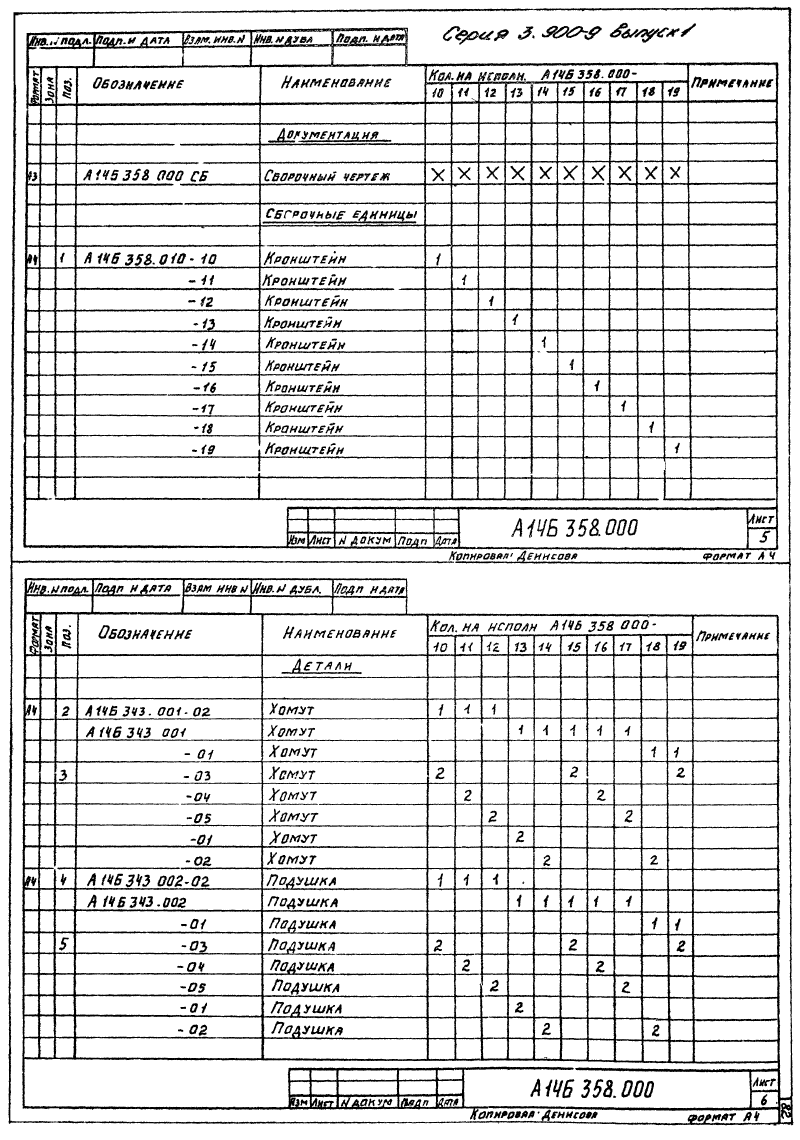 Серия 3.900-9 Выпуск 1
Инв. N подл. Подп. и дата Взам. инв. N Инв. N дубл Подп. и дата
Формат Зона Поз. Обозначение Наименование Кол. на исполн. А14Б 358.000- Примечание
10 11 12 13 14 15 16 17 18 19
Документация
А3 А14Б 358 000 СБ Сборочный чертеж X X X X X X X X X X
Сборочные единицы
А4 1 А14Б 358.010-10 Кронштейн 1
-11 Кронштейн 1
-12 Кронштейн 1
-13 Кронштейн 1
-14 Кронштейн 1
-15 Кронштейн 1
-16 Кронштейн 1
-17 Кронштейн 1
-18 Кронштейн 1
-19 Кронштейн 1
А14Б 358.000 Лист 5
Изм Лист N докум Подп Дата
Копировал: Денисова формат А4
Инв. N подл. Подп и дата Взам инв N Инв. N дубл. Подп и дата
Формат Зона Поз. Обозначение Наименование Кол. на исполн А14Б 358 000- Примечание
10 11 12 13 14 15 16 17 18 19
Детали
А4 2 А14Б 343.001-02 Хомут 1 1 1
А14Б 343 001 Хомут 1 1 1 1 1
-01 Хомут 1 1
3 -03 Хомут 2 2 2
-04 Хомут 2 2
-05 Хомут 2 2
-01 Хомут 2
-02 Хомут 2 2
А4 4 А14Б 343 002-02 Подушка 1 1 1
А14Б 343.002 Подушка 1 1 1 1 1
-01 Подушка 1 1
5 -03 Подушка 2 2 2
-04 Подушка 2 2
-05 Подушка 2 2
-01 Подушка 2
-02 Подушка 2 2
А14Б 358.000 Лист 6
Изм Лист N докум Подп Дата
Копировал: Денисова формат А4